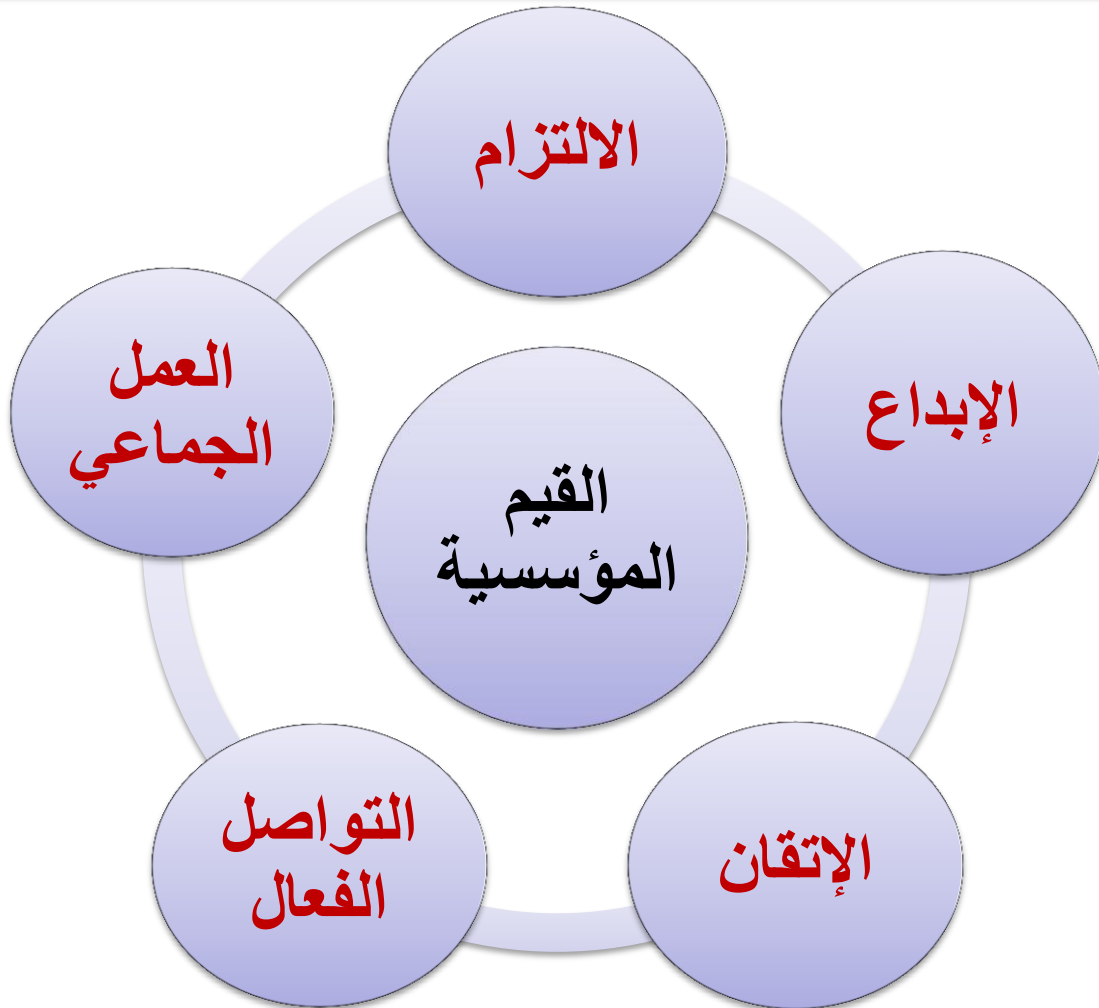 الالتزام
الإبداع
العمل
الجماعي
القيم
المؤسسية
الإتقان
التواصل
الفعال